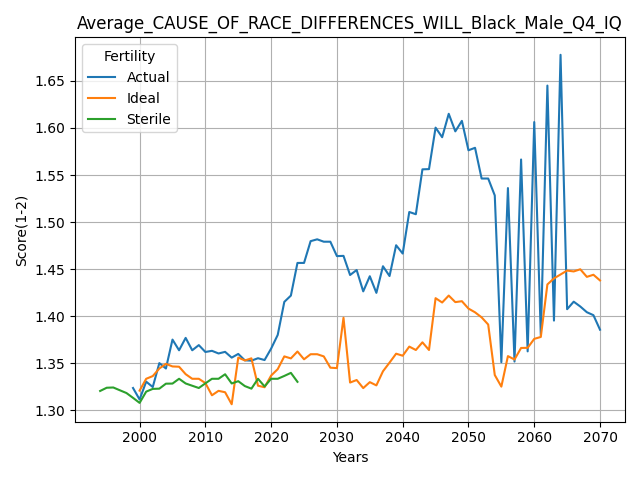 Average_CAUSE_OF_RACE_DIFFERENCES_WILL_Black_Male_Q4_IQ
Fertility
Actual
Ideal
Sterile
Score(1-2)
1.65
1.60
1.55
1.50
1.45
1.40
1.35
1.30
2000 2010 2020 2030 2040 2050 2060 2070
Years